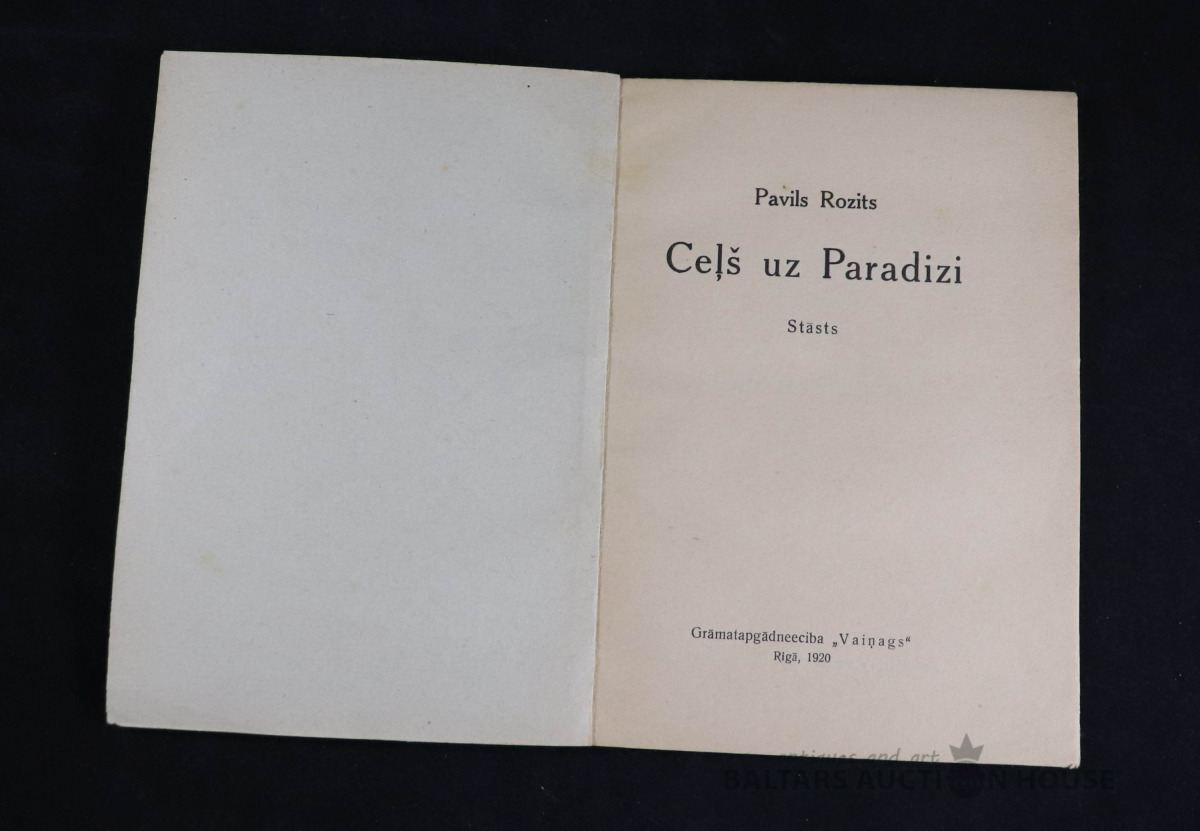 Pavils Rozits
Ceļš uz Paradizi
Stāsts
Grāmatapgādneeciba „Vaiņags“
Rīgā, 1920
antiques and art
BALTARS AUCTION HOUSE